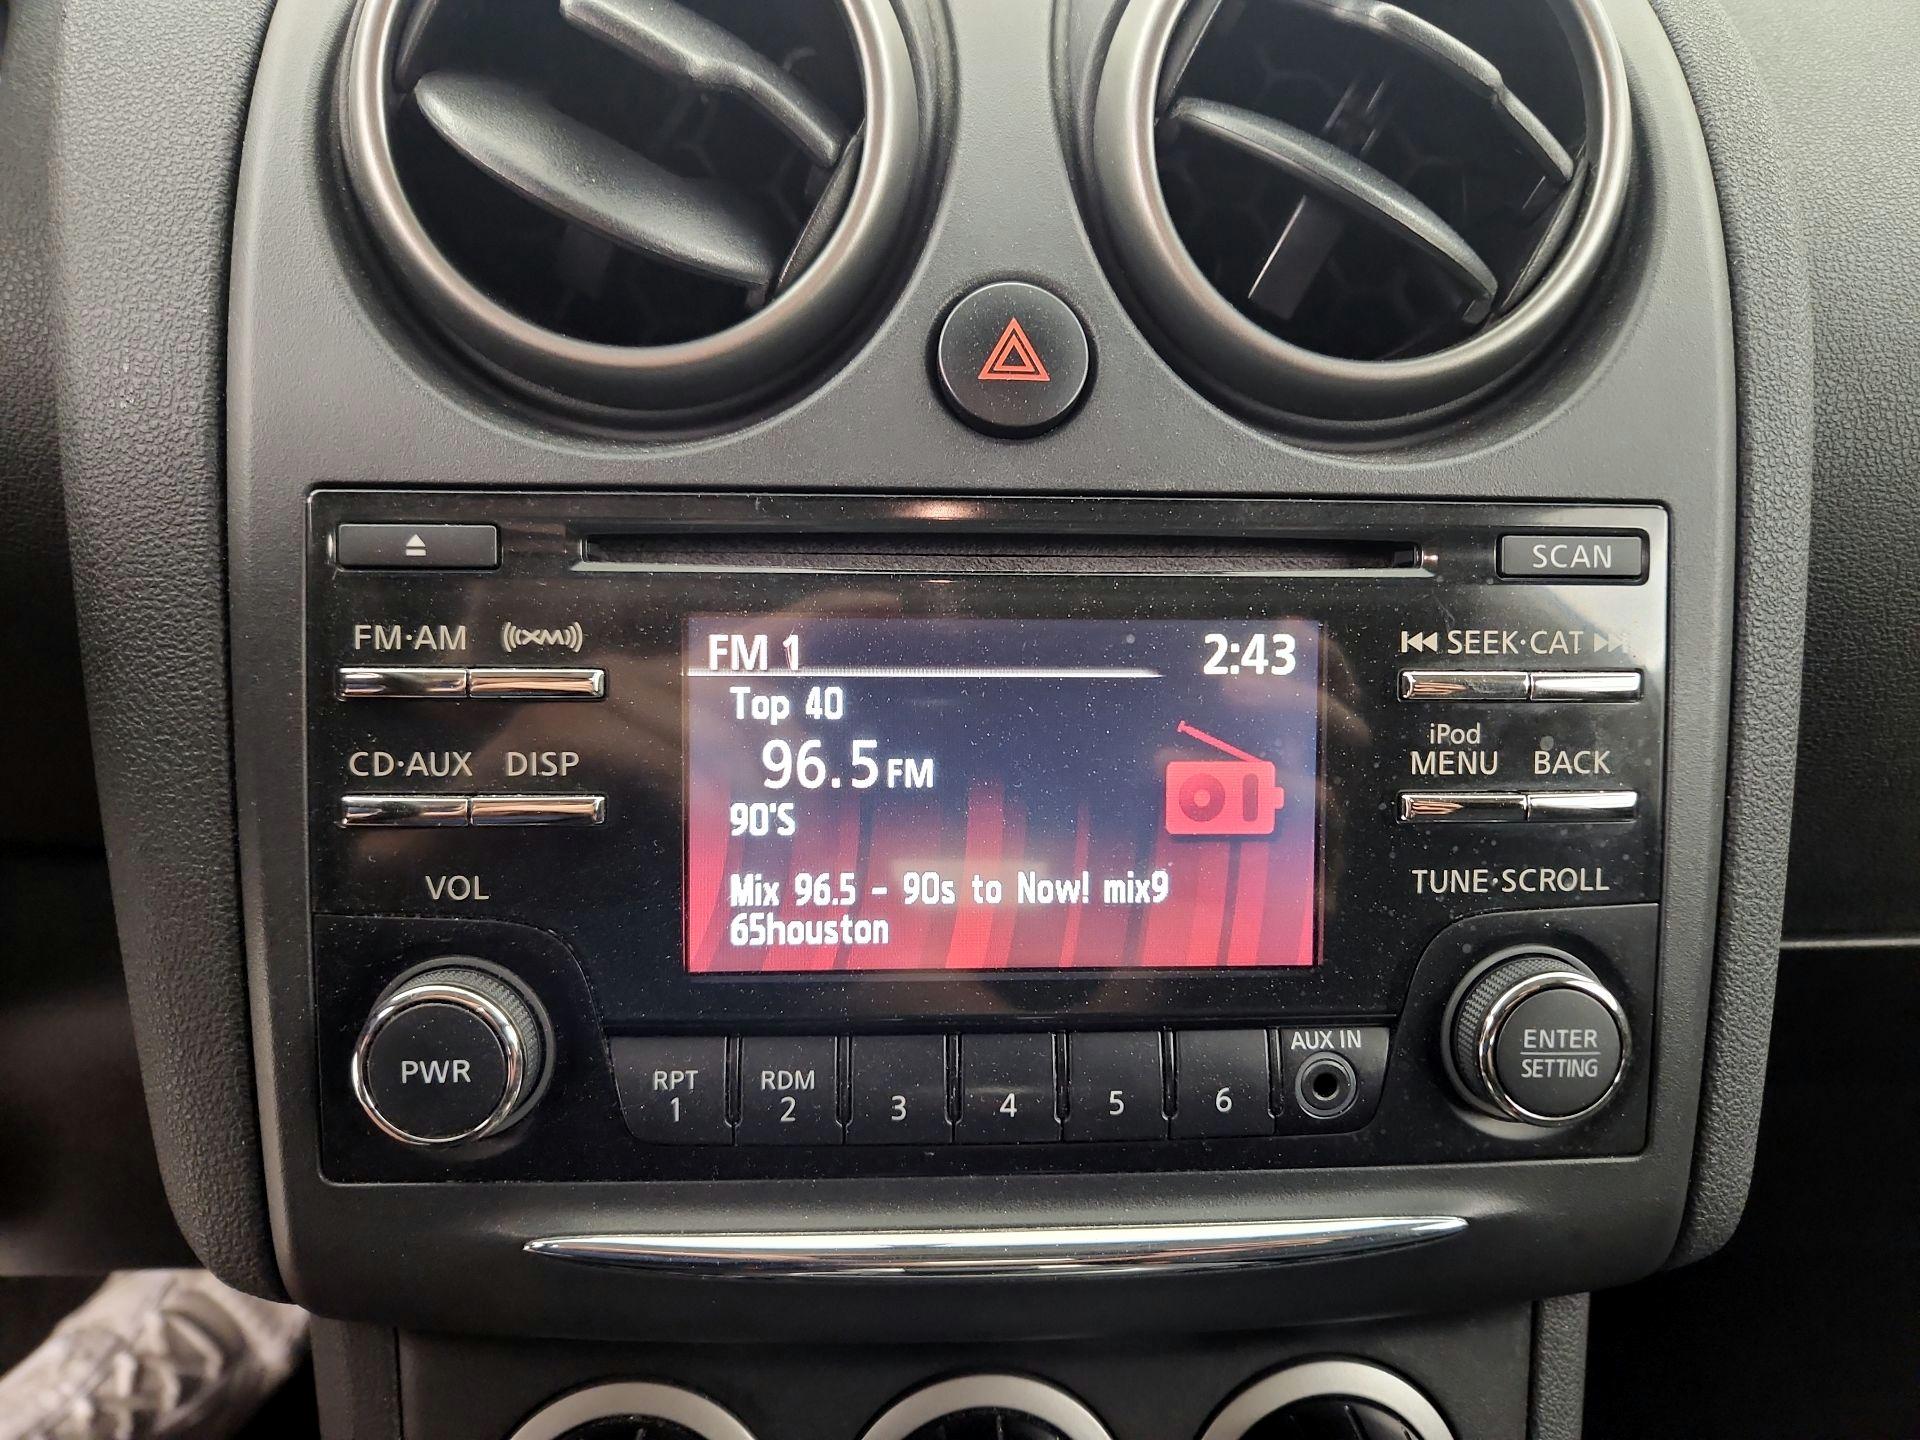 SCAN
FM·AM
((XM))
SEEK·CAT
FM 1
2:43
Top 40
96.5 FM
90'S
Mix 96.5 - 90s to Now! mix9
65houston
CD·AUX
DISP
iPod
MENU
BACK
VOL
TUNE·SCROLL
PWR
RPT
1
RDM
2
3
4
5
6
AUX IN
ENTER
SETTING